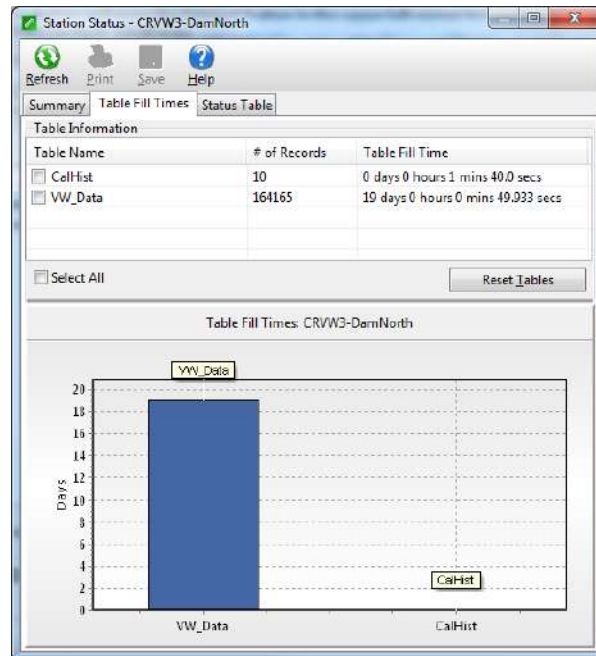 Station Status - CRVW3-DamNorth
Refresh Print Save Help
Summary Table Fill Times Status Table
Table Information
Table Name # of Records Table Fill Time
CalHist 10 0 days 0 hours 1 mins 40.0 secs
VW_Data 164165 19 days 0 hours 0 mins 49.933 secs
Select All Reset Tables
Table Fill Times: CRVW3-DamNorth
VW_Data
20
18
16
14
12
10
8
6
4
2
0
Days
CalHist
VW_Data CalHist